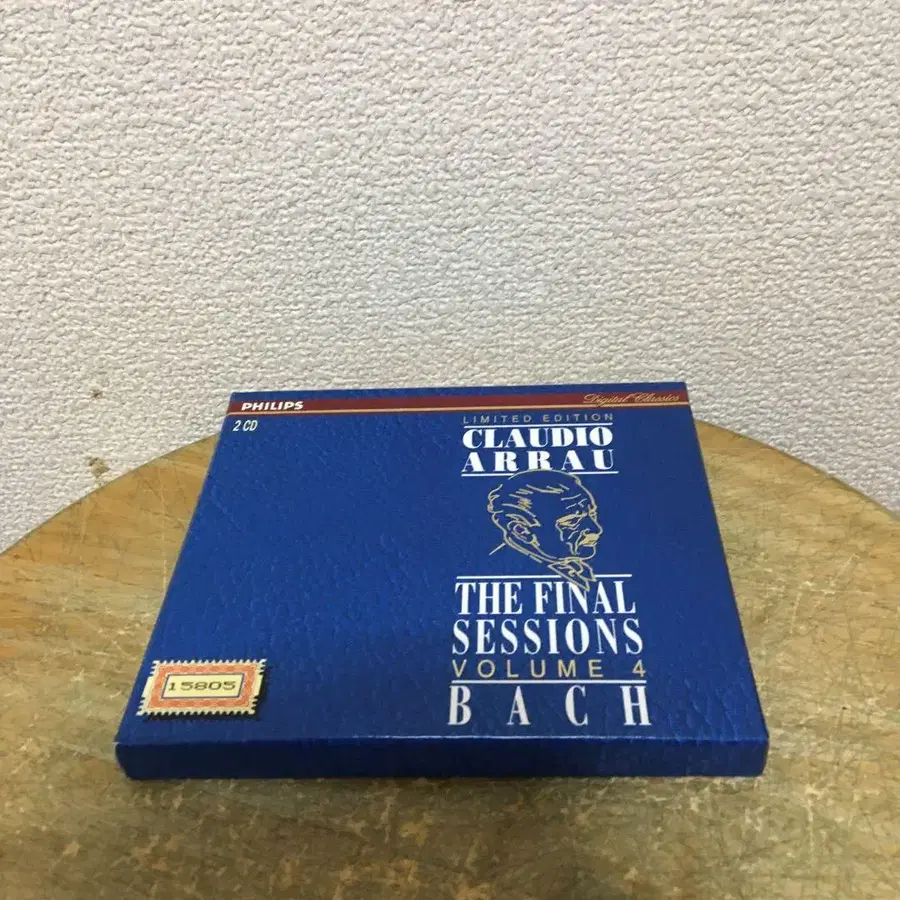 PHILIPS
Digital Classics
2 CD
LIMITED EDITION
CLAUDIO
ARRAU
THE FINAL
SESSIONS
VOLUME 4
BACH
15805